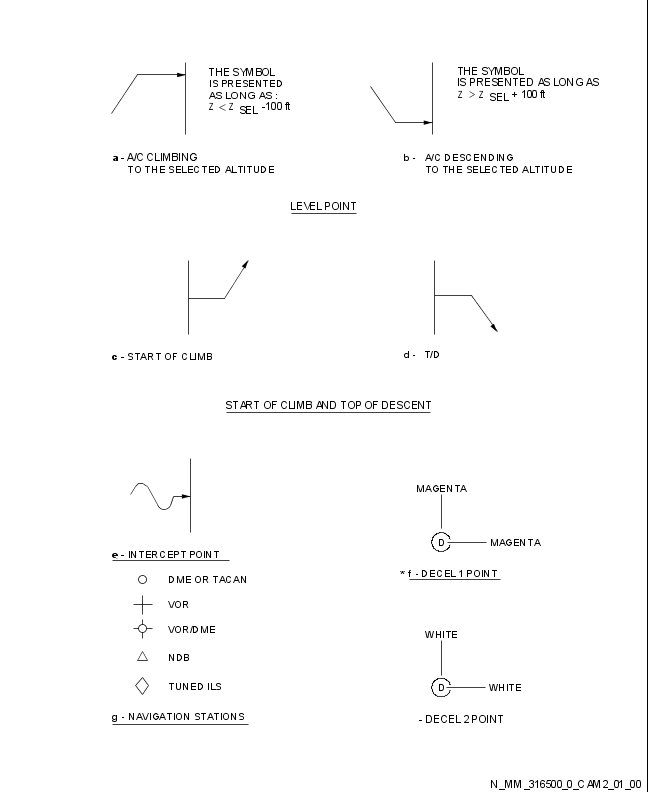 THE SYMBOL
IS PRESENTED
AS LONG AS :
Z < Z SEL -100 ft
THE SYMBOL
IS PRESENTED AS LONG AS
Z > Z SEL + 100 ft
a - A/C CLIMBING
TO THE SELECTED ALTITUDE
b - A/C DESCENDING
TO THE SELECTED ALTITUDE
LEVEL POINT
c - START OF CLIMB
d - T/D
START OF CLIMB AND TOP OF DESCENT
e - INTERCEPT POINT
DME OR TACAN
VOR
VOR/DME
NDB
TUNED ILS
g - NAVIGATION STATIONS
MAGENTA
D
MAGENTA
* f - DECEL 1 POINT
WHITE
D
WHITE
- DECEL 2 POINT
N_MM_316500_0_CAM2_01_00